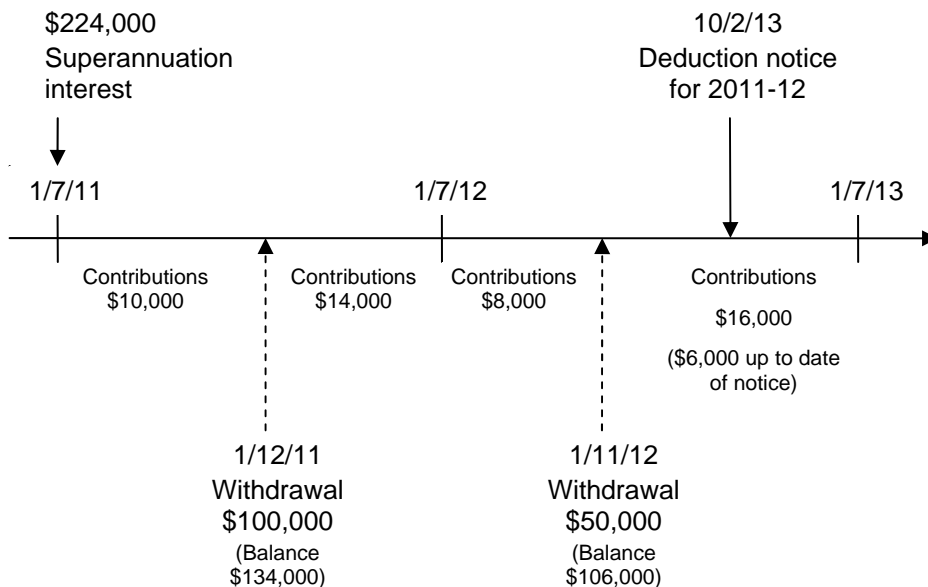 $224,000
Superannuation
interest
10/2/13
Deduction notice
for 2011-12
1/7/11
1/7/12
1/7/13
Contributions
$10,000
Contributions
$14,000
Contributions
$8,000
Contributions
$16,000
($6,000 up to date
of notice)
1/12/11
Withdrawal
$100,000
(Balance
$134,000)
1/11/12
Withdrawal
$50,000
(Balance
$106,000)